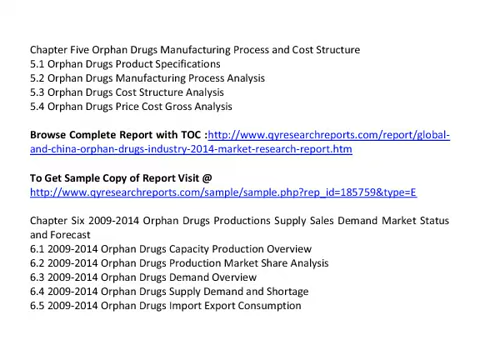 Chapter Five Orphan Drugs Manufacturing Process and Cost Structure
5.1 Orphan Drugs Product Specifications
5.2 Orphan Drugs Manufacturing Process Analysis
5.3 Orphan Drugs Cost Structure Analysis
5.4 Orphan Drugs Price Cost Gross Analysis
Browse Complete Report with TOC :http://www.qyresearchreports.com/report/global-
and-china-orphan-drugs-industry-2014-market-research-report.htm
To Get Sample Copy of Report Visit @
http://www.qyresearchreports.com/sample/sample.php?rep_id=185759&type=E
Chapter Six 2009-2014 Orphan Drugs Productions Supply Sales Demand Market Status
and Forecast
6.1 2009-2014 Orphan Drugs Capacity Production Overview
6.2 2009-2014 Orphan Drugs Production Market Share Analysis
6.3 2009-2014 Orphan Drugs Demand Overview
6.4 2009-2014 Orphan Drugs Supply Demand and Shortage
6.5 2009-2014 Orphan Drugs Import Export Consumption